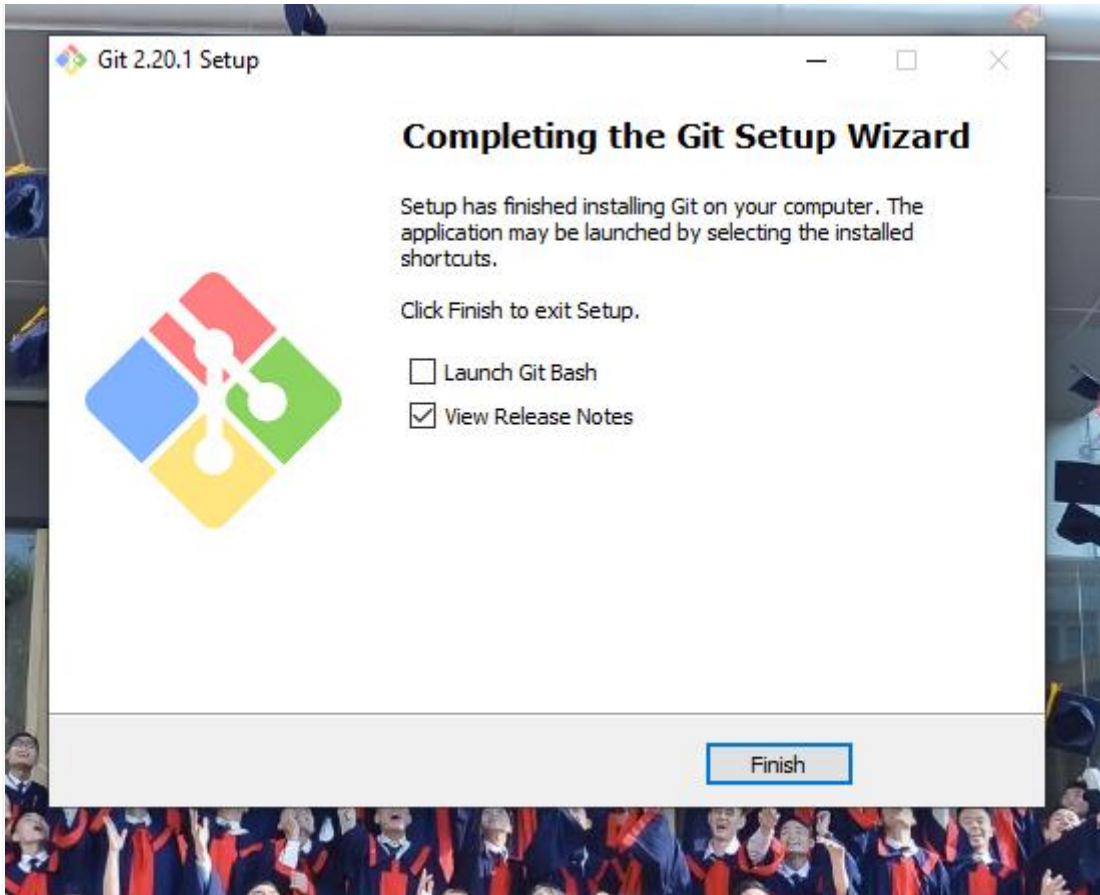 Git 2.20.1 Setup
Completing the Git Setup Wizard
Setup has finished installing Git on your computer. The
application may be launched by selecting the installed
shortcuts.
Click Finish to exit Setup.
Launch Git Bash
View Release Notes
Finish